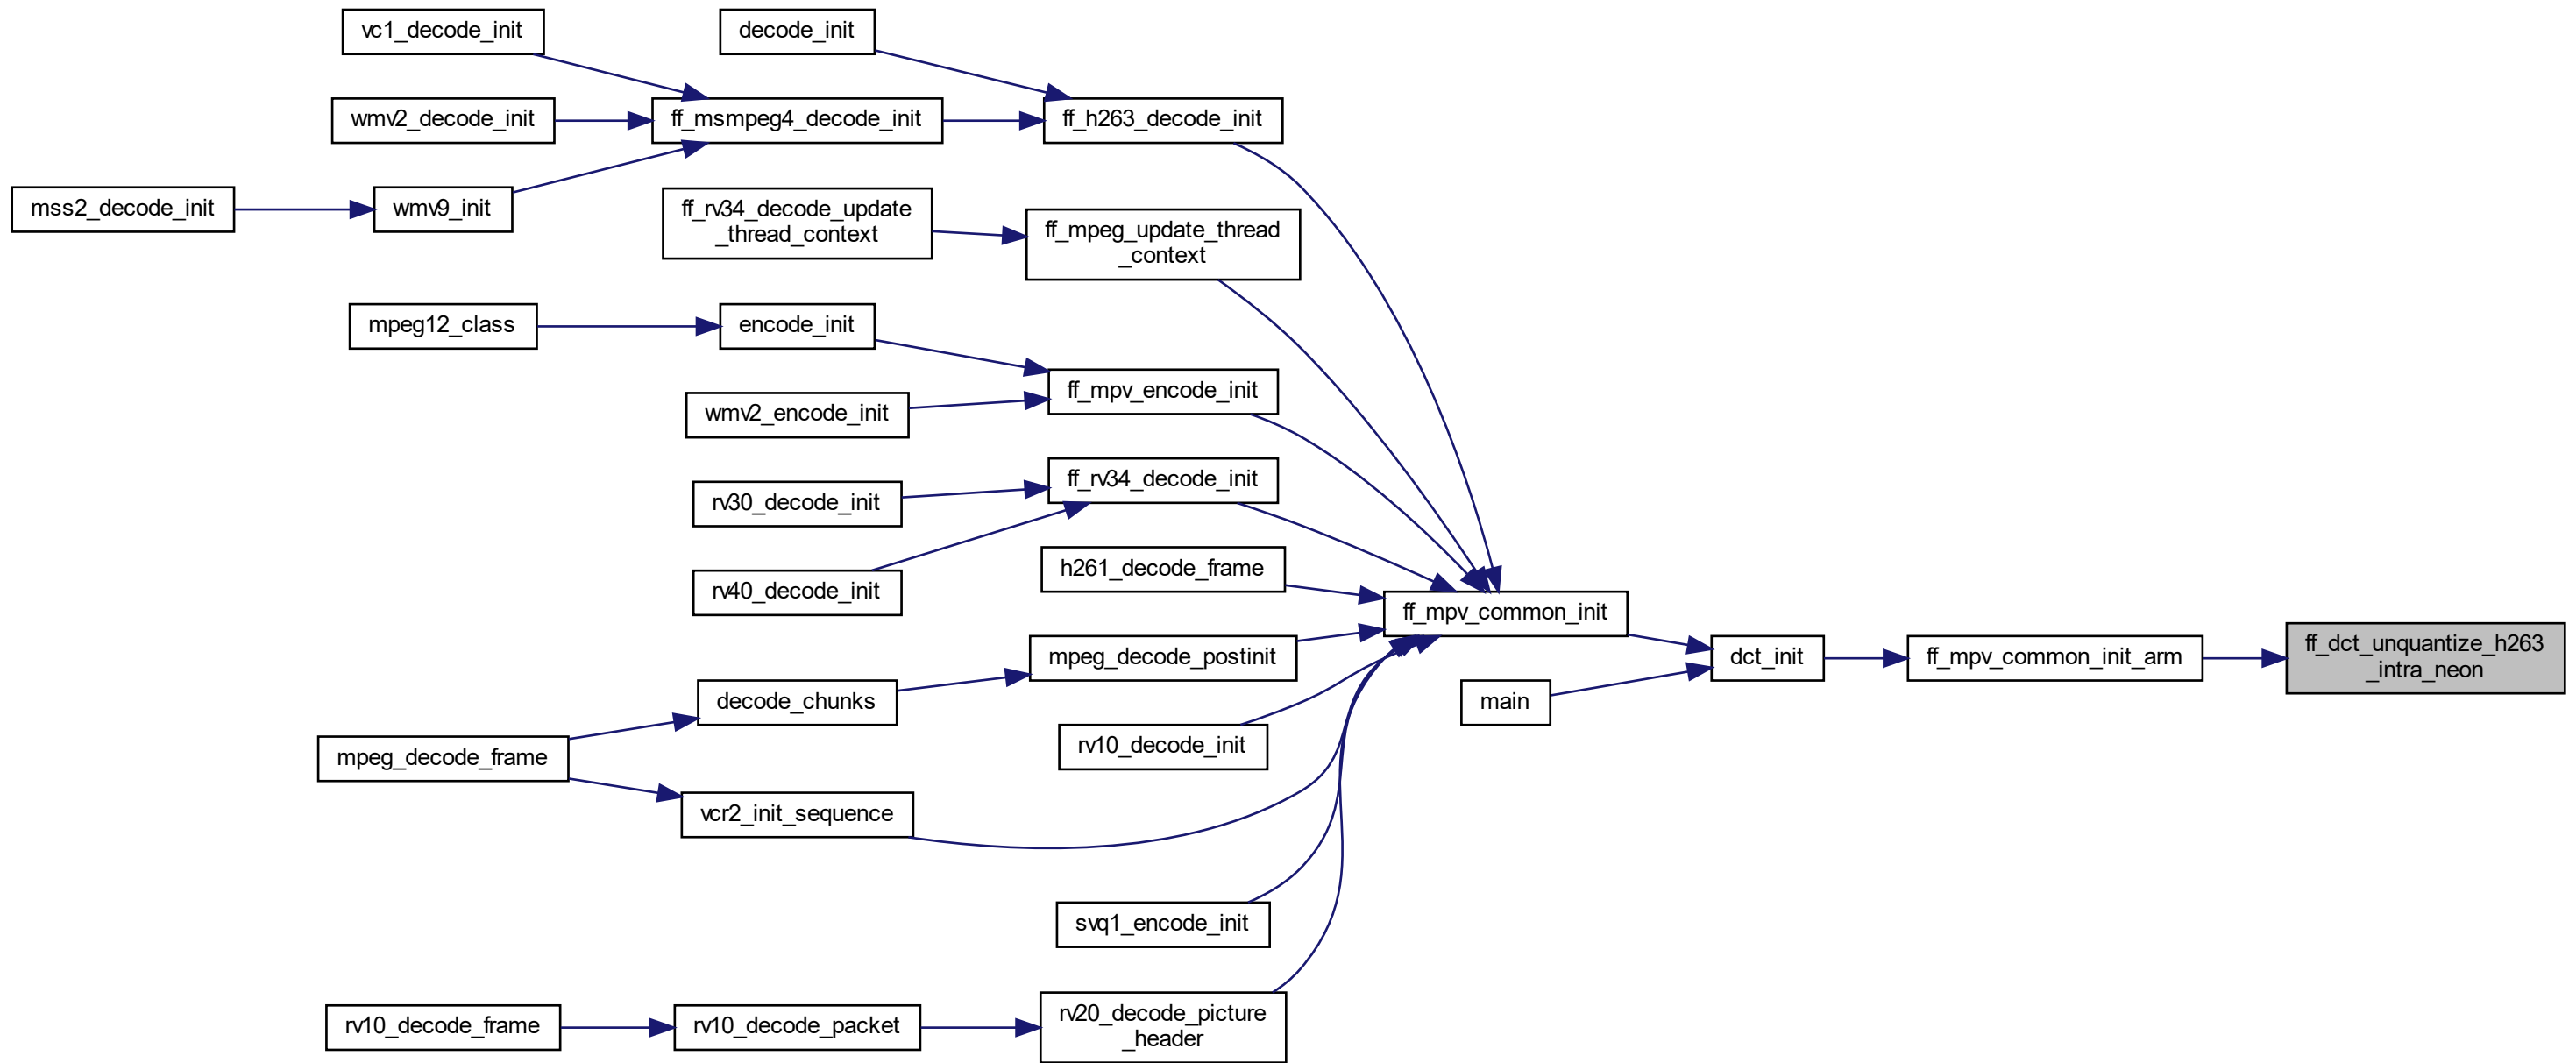 vc1_decode_init
decode_init
wmv2_decode_init
ff_msmpeg4_decode_init
ff_h263_decode_init
mss2_decode_init
wmv9_init
ff_rv34_decode_update
_thread_context
ff_mpeg_update_thread
_context
mpeg12_class
encode_init
ff_mpv_encode_init
wmv2_encode_init
ff_rv34_decode_init
rv30_decode_init
h261_decode_frame
rv40_decode_init
ff_mpv_common_init
mpeg_decode_postinit
dct_init
ff_mpv_common_init_arm
ff_dct_unquantize_h263
_intra_neon
decode_chunks
main
mpeg_decode_frame
rv10_decode_init
vcr2_init_sequence
svq1_encode_init
rv10_decode_frame
rv10_decode_packet
rv20_decode_picture
_header